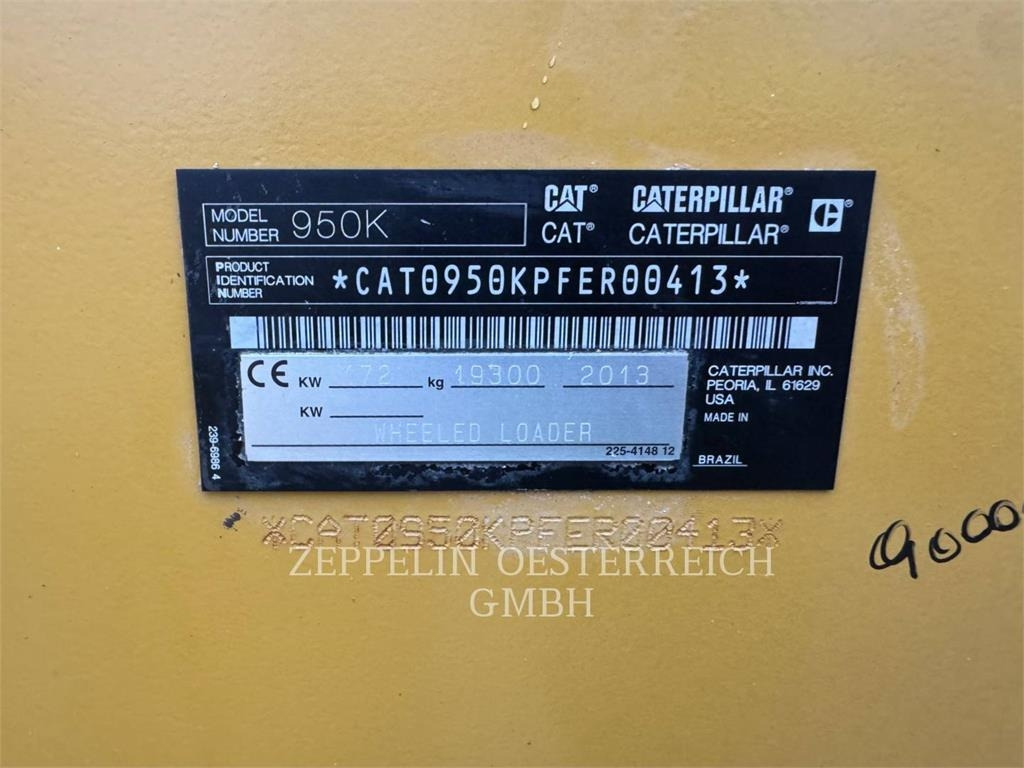 MODEL NUMBER 950K
CAT® CATERPILLAR®
CAT® CATERPILLAR®
PRODUCT IDENTIFICATION NUMBER *CAT0950KPFER00413*
CE KW 172 kg 19300 2013
KW
WHEELED LOADER
225-4148 12
CATERPILLAR INC.
PEORIA, IL 61629
USA
MADE IN
BRAZIL
239-6986 4
*CAT0950KPFER00413*
ZEPPELIN OESTERREICH
GMBH